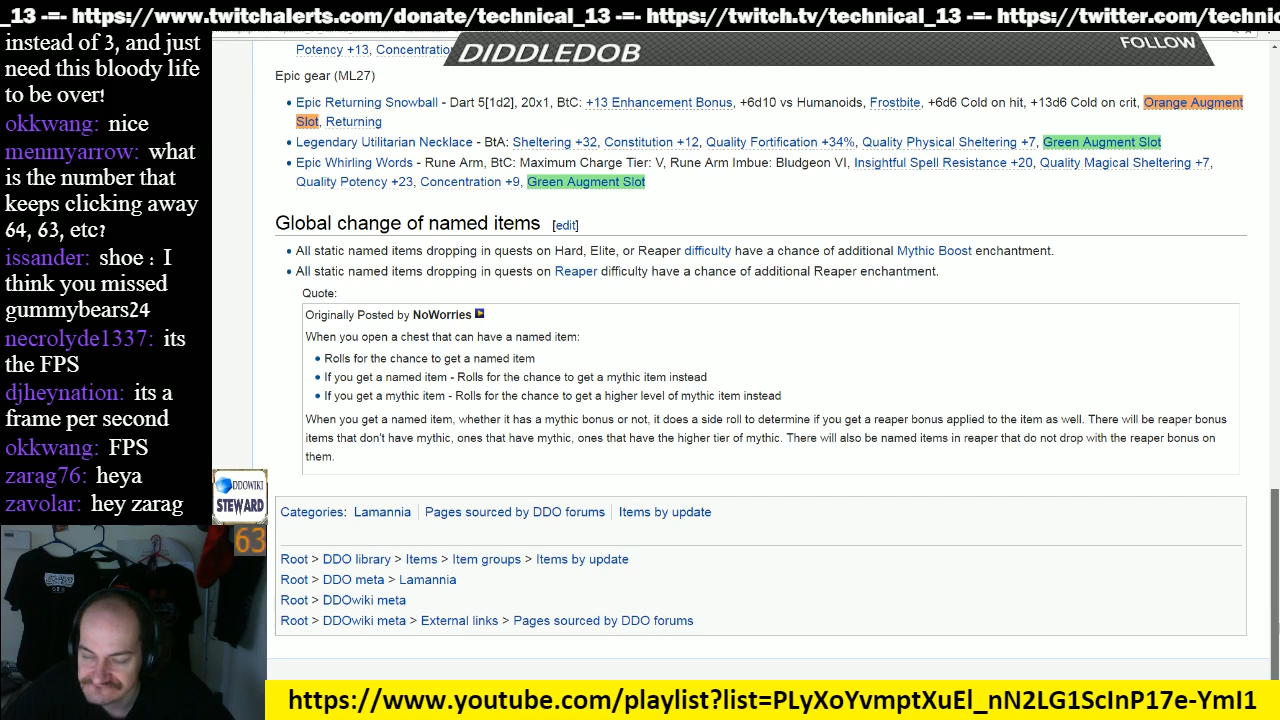 _13 -=- https://www.twitchalerts.com/donate/technical_13 -=- https://twitch.tv/technical_13 -=- https://twitter.com/technic
instead of 3, and just
need this bloody life
to be over!
okkwang: nice
menmyarrow: what
is the number that
keeps clicking away
64, 63, etc?
issander: shoe : I
think you missed
gummybears24
necrolyde1337: its
the FPS
djheynation: its a
frame per second
okkwang: FPS
zarag76: heya
zavolar: hey zarag
DDOWIKI
STEWARD
63
DIDDLEDOB
FOLLOW
Potency +13, Concentratio
Epic gear (ML27)
Epic Returning Snowball - Dart 5[1d2], 20x1, BtC: +13 Enhancement Bonus, +6d10 vs Humanoids, Frostbite, +6d6 Cold on hit, +13d6 Cold on crit, Orange Augment
Slot, Returning
Legendary Utilitarian Necklace - BtA: Sheltering +32, Constitution +12, Quality Fortification +34%, Quality Physical Sheltering +7, Green Augment Slot
Epic Whirling Words - Rune Arm, BtC: Maximum Charge Tier: V, Rune Arm Imbue: Bludgeon VI, Insightful Spell Resistance +20, Quality Magical Sheltering +7,
Quality Potency +23, Concentration +9, Green Augment Slot
Global change of named items [edit]
All static named items dropping in quests on Hard, Elite, or Reaper difficulty have a chance of additional Mythic Boost enchantment.
All static named items dropping in quests on Reaper difficulty have a chance of additional Reaper enchantment.
Quote:
Originally Posted by NoWorries
When you open a chest that can have a named item:
Rolls for the chance to get a named item
If you get a named item - Rolls for the chance to get a mythic item instead
If you get a mythic item - Rolls for the chance to get a higher level of mythic item instead
When you get a named item, whether it has a mythic bonus or not, it does a side roll to determine if you get a reaper bonus applied to the item as well. There will be reaper bonus
items that don't have mythic, ones that have mythic, ones that have the higher tier of mythic. There will also be named items in reaper that do not drop with the reaper bonus on
them.
Categories: Lamannia | Pages sourced by DDO forums | Items by update
Root > DDO library > Items > Item groups > Items by update
Root > DDO meta > Lamannia
Root > DDOwiki meta
Root > DDOwiki meta > External links > Pages sourced by DDO forums
https://www.youtube.com/playlist?list=PLyXoYvmptXuEl_nN2LG1ScInP17e-YmI1